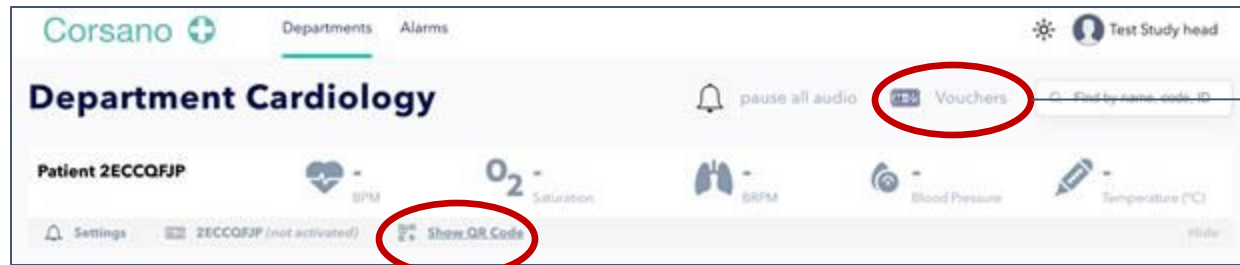 Corsano Departments Alarms Test Study head
Department Cardiology pause all audio Vouchers Find by name, code, ID
Patient 2ECCQFJP - BPM O2 - Saturation - BRPM - Blood Pressure - Temperature (°C)
Settings 2ECCQFJP (not activated) Show QR Code Hide